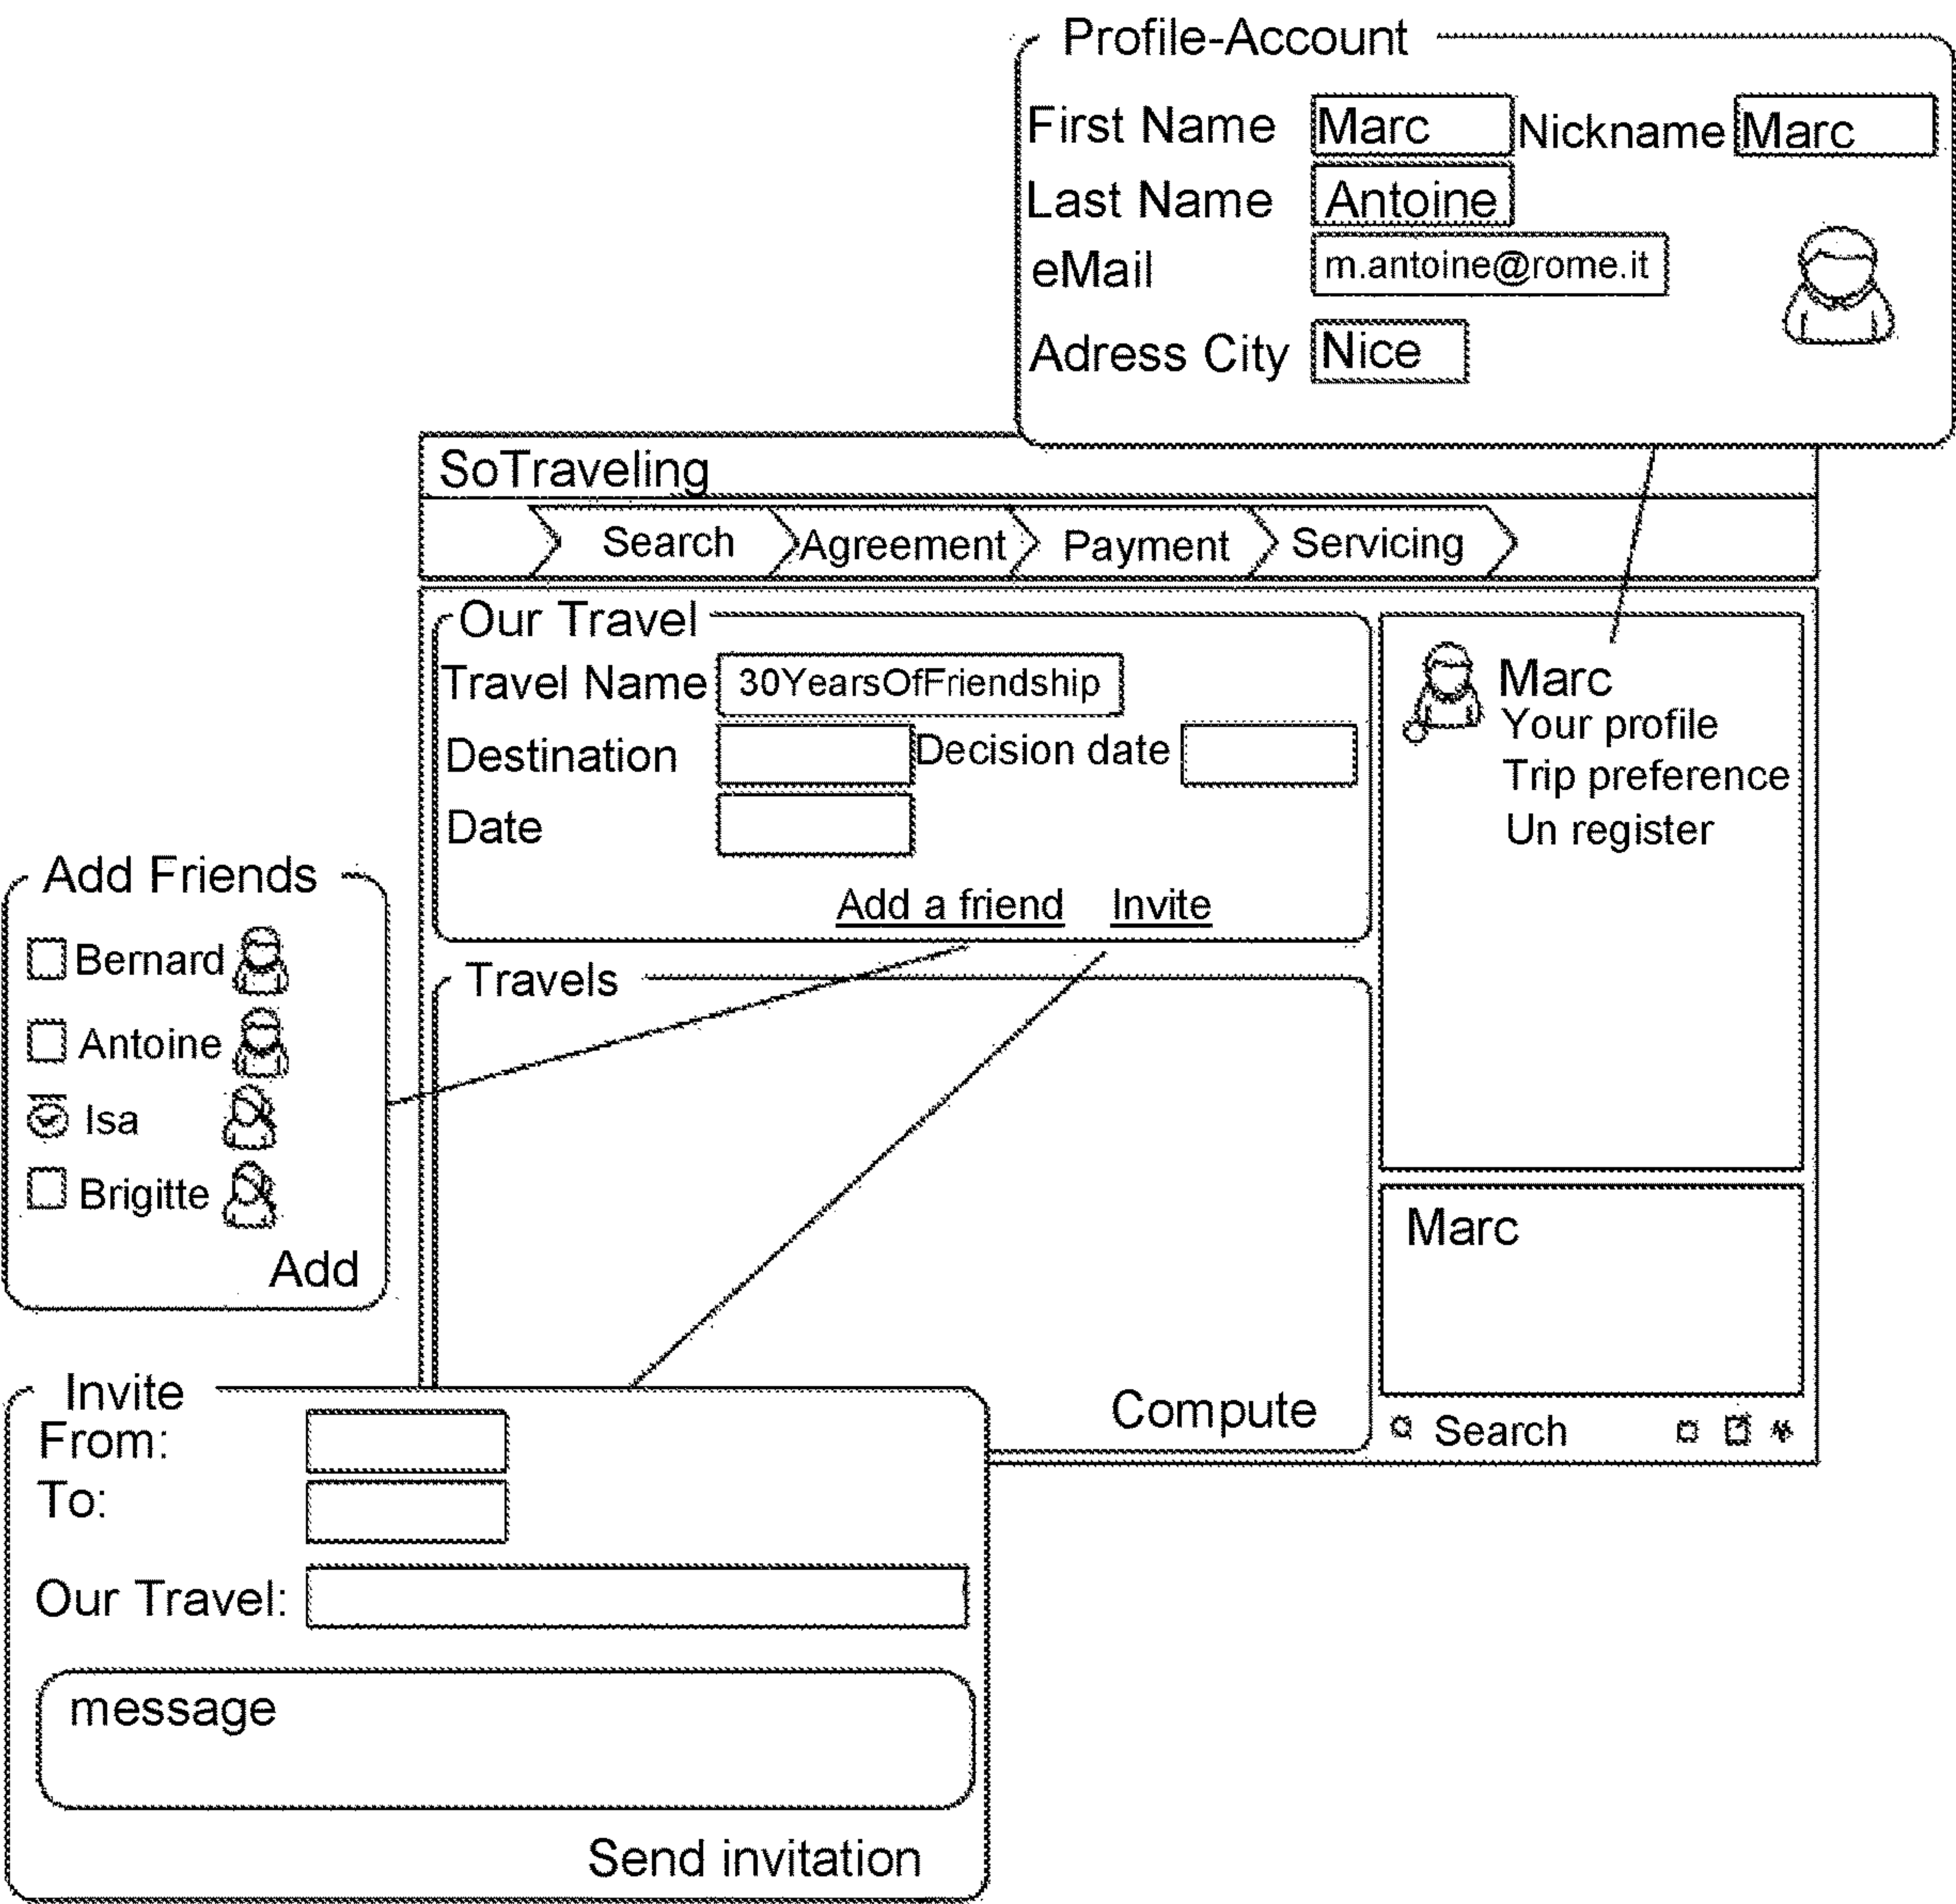 Profile-Account
First Name Marc Nickname Marc
Last Name Antoine
eMail m.antoine@rome.it
Adress City Nice
SoTraveling
Search Agreement Payment Servicing
Our Travel
Travel Name 30YearsOfFriendship
Destination Decision date
Date
Add a friend Invite
Marc
Your profile
Trip preference
Un register
Add Friends
Bernard
Antoine
Isa
Brigitte
Add
Travels
Compute
Marc
Search
Invite
From:
To:
Our Travel:
message
Send invitation